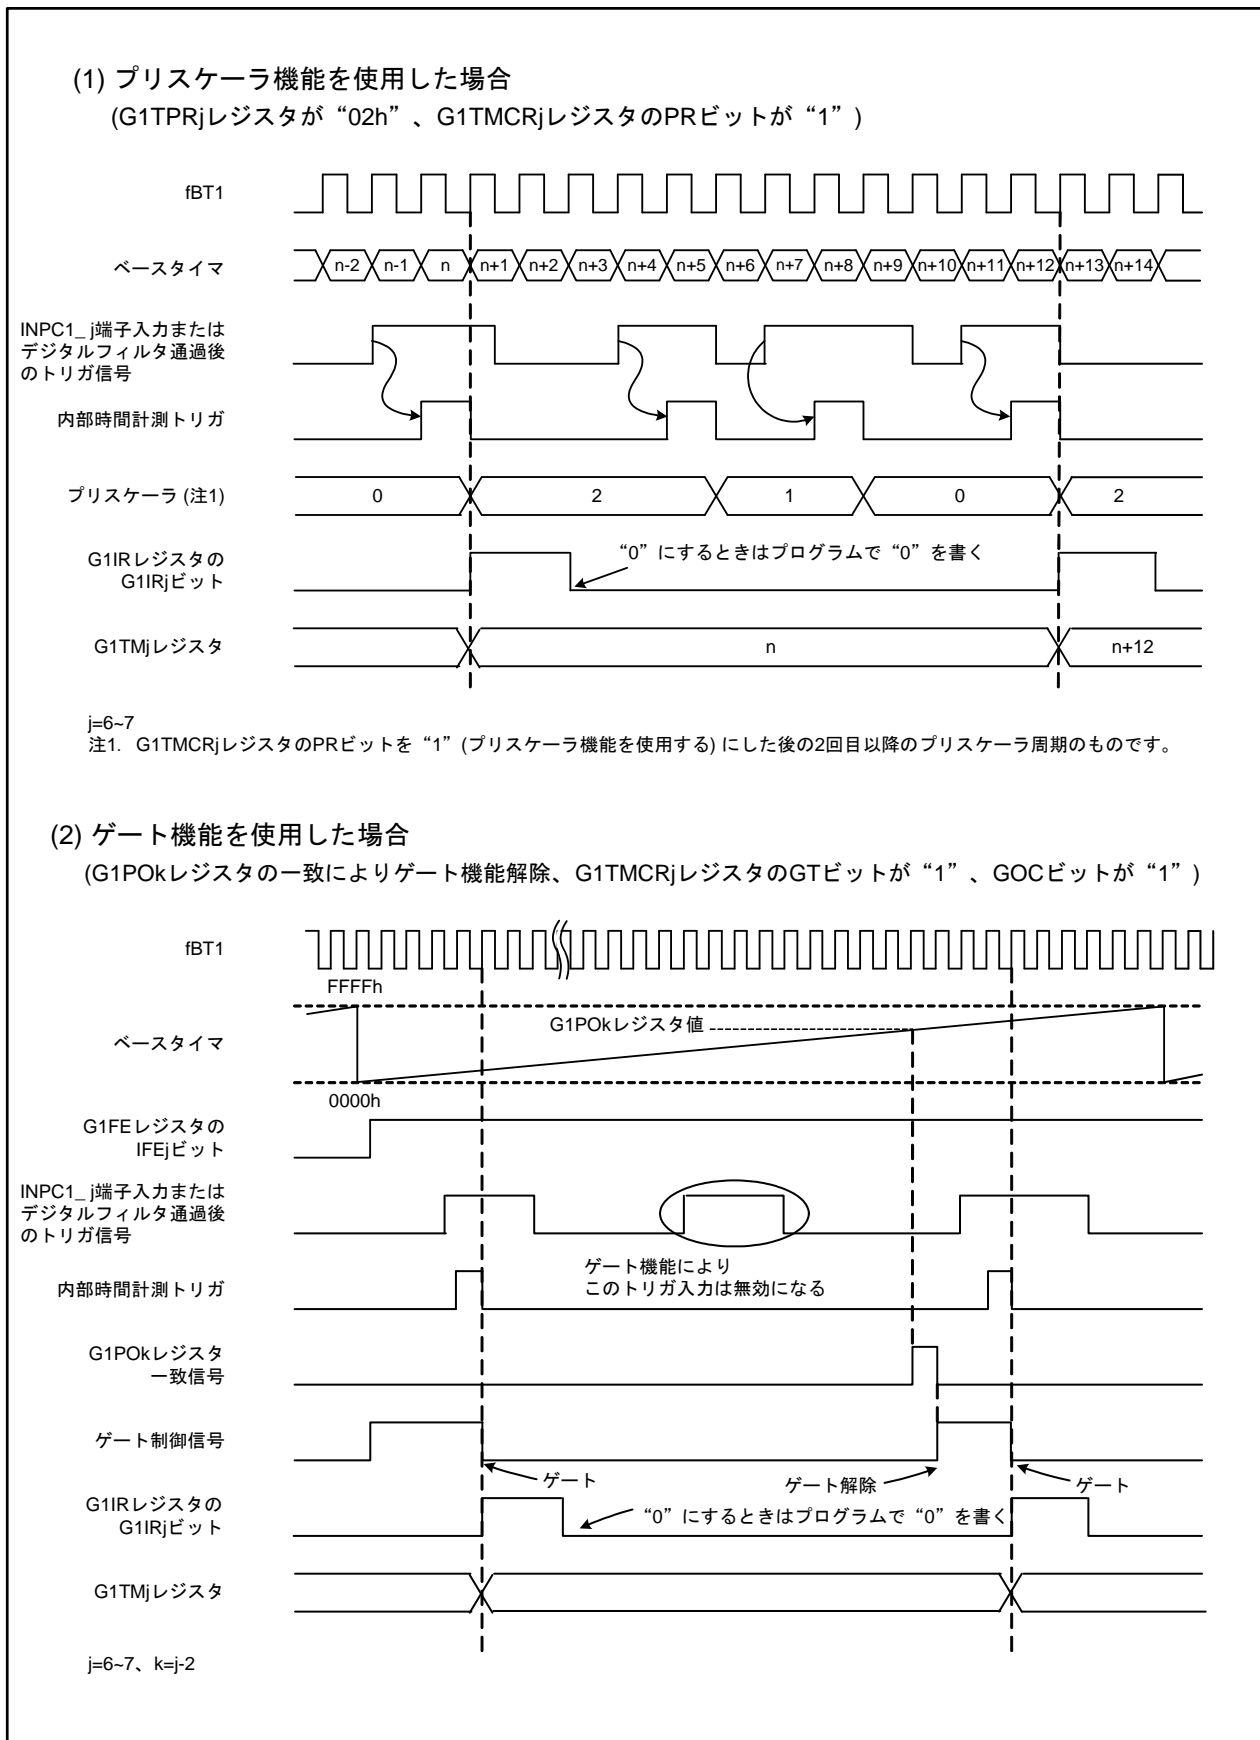 (1) プリスケーラ機能を使用した場合
(G1TPRjレジスタが“02h”、G1TMCRjレジスタのPRビットが“1”)
fBT1
ベースタイマ
n-2 n-1 n n+1 n+2 n+3 n+4 n+5 n+6 n+7 n+8 n+9 n+10 n+11 n+12 n+13 n+14
INPC1_ j端子入力または
デジタルフィルタ通過後
のトリガ信号
内部時間計測トリガ
プリスケーラ (注1)
0 2 1 0 2
G1IRレジスタの
G1IRjビット
“0”にするときはプログラムで“0”を書く
G1TMjレジスタ
n n+12
j=6~7
注1. G1TMCRjレジスタのPRビットを“1”(プリスケーラ機能を使用する) にした後の2回目以降のプリスケーラ周期のものです。
(2) ゲート機能を使用した場合
(G1POkレジスタの一致によりゲート機能解除、G1TMCRjレジスタのGTビットが“1”、GOCビットが“1”)
fBT1
FFFFh
G1POkレジスタ値
ベースタイマ
0000h
G1FEレジスタの
IFEjビット
INPC1_ j端子入力または
デジタルフィルタ通過後
のトリガ信号
ゲート機能により
このトリガ入力は無効になる
内部時間計測トリガ
G1POkレジスタ
一致信号
ゲート制御信号
ゲート ゲート解除 ゲート
G1IRレジスタの
G1IRjビット
“0”にするときはプログラムで“0”を書く
G1TMjレジスタ
j=6~7、k=j-2